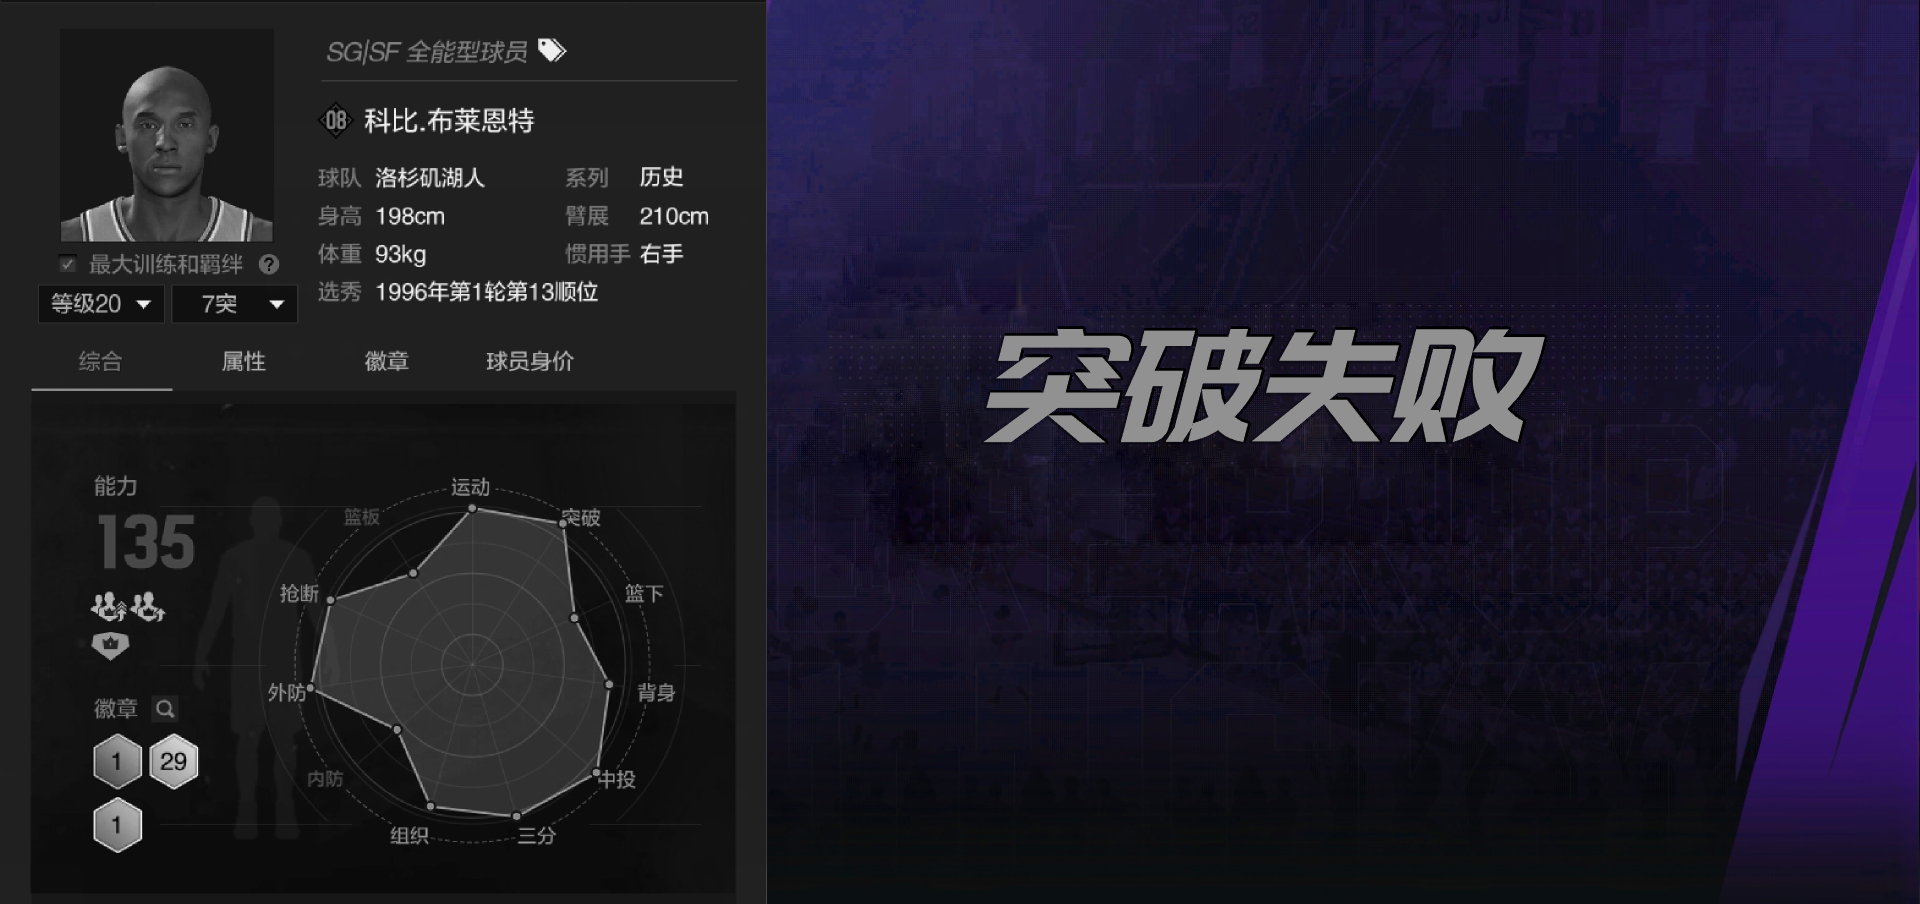 SG|SF 全能型球员
08 科比.布莱恩特
球队 洛杉矶湖人 系列 历史
身高 198cm 臂展 210cm
体重 93kg 惯用手 右手
选秀 1996年第1轮第13顺位
最大训练和羁绊 ?
等级20 7突
综合 属性 徽章 球员身价
突破失败
能力
135
徽章
1 29
1
运动
突破
篮下
背身
中投
三分
组织
内防
外防
抢断
篮板